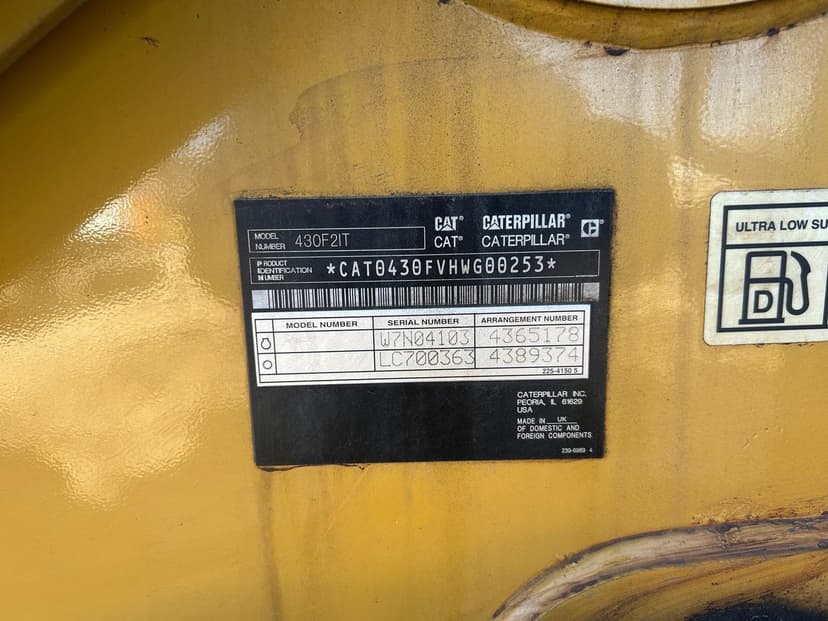 MODEL NUMBER 430F2IT CAT® CATERPILLAR®
CAT® CATERPILLAR® C
PRODUCT IDENTIFICATION NUMBER *CAT0430FVHWG00253*
MODEL NUMBER SERIAL NUMBER ARRANGEMENT NUMBER
W7N04103 4365178
LC700363 4389374
225-4150 5
CATERPILLAR INC.
PEORIA, IL 61629
USA
MADE IN UK
OF DOMESTIC AND
FOREIGN COMPONENTS
239-6969 4
ULTRA LOW SU
D